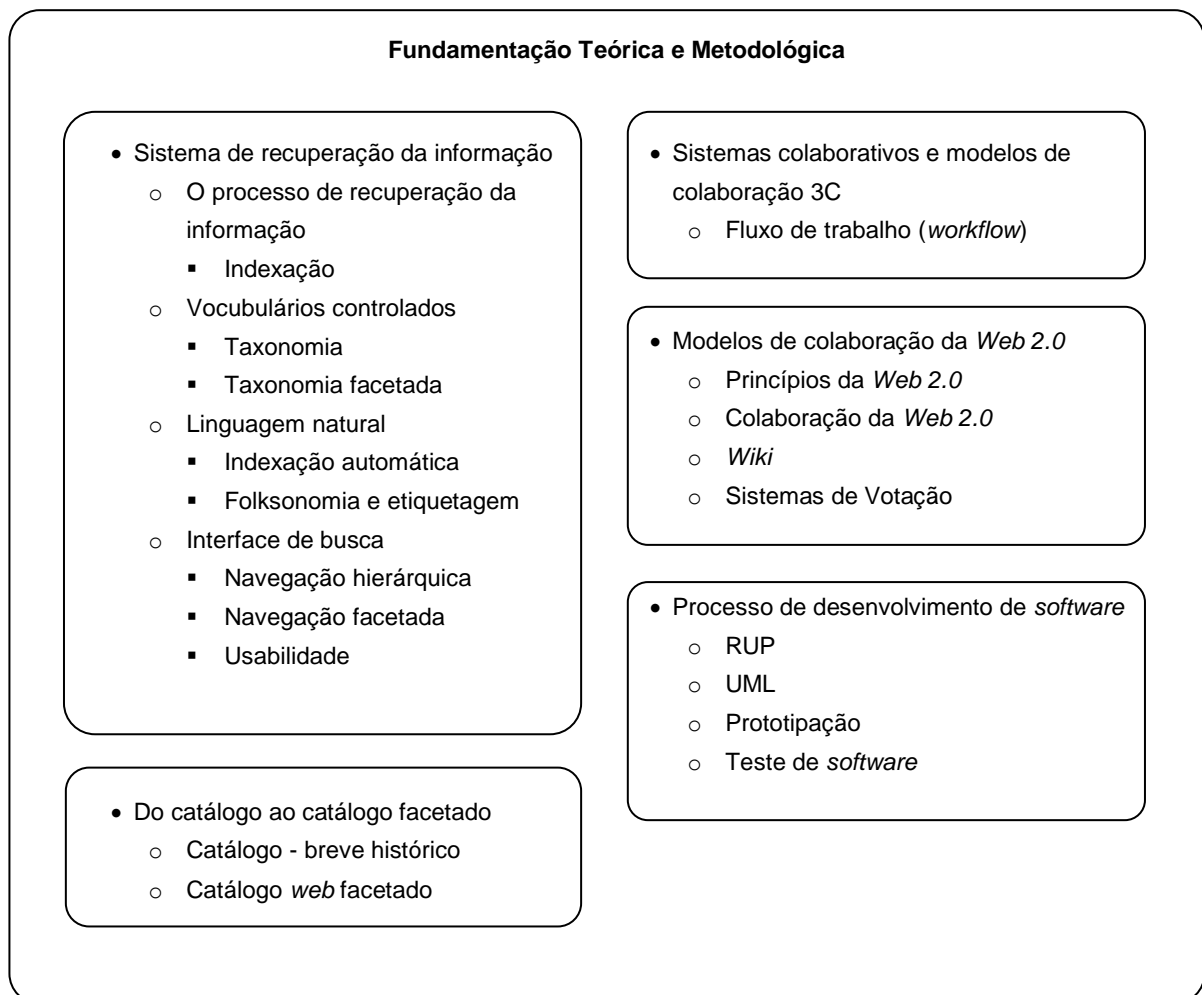 Fundamentação Teórica e Metodológica
• Sistema de recuperação da informação
o O processo de recuperação da
informação
▪ Indexação
o Vocubulários controlados
▪ Taxonomia
▪ Taxonomia facetada
o Linguagem natural
▪ Indexação automática
▪ Folksonomia e etiquetagem
o Interface de busca
▪ Navegação hierárquica
▪ Navegação facetada
▪ Usabilidade
• Do catálogo ao catálogo facetado
o Catálogo - breve histórico
o Catálogo web facetado
• Sistemas colaborativos e modelos de
colaboração 3C
o Fluxo de trabalho (workflow)
• Modelos de colaboração da Web 2.0
o Princípios da Web 2.0
o Colaboração da Web 2.0
o Wiki
o Sistemas de Votação
• Processo de desenvolvimento de software
o RUP
o UML
o Prototipação
o Teste de software